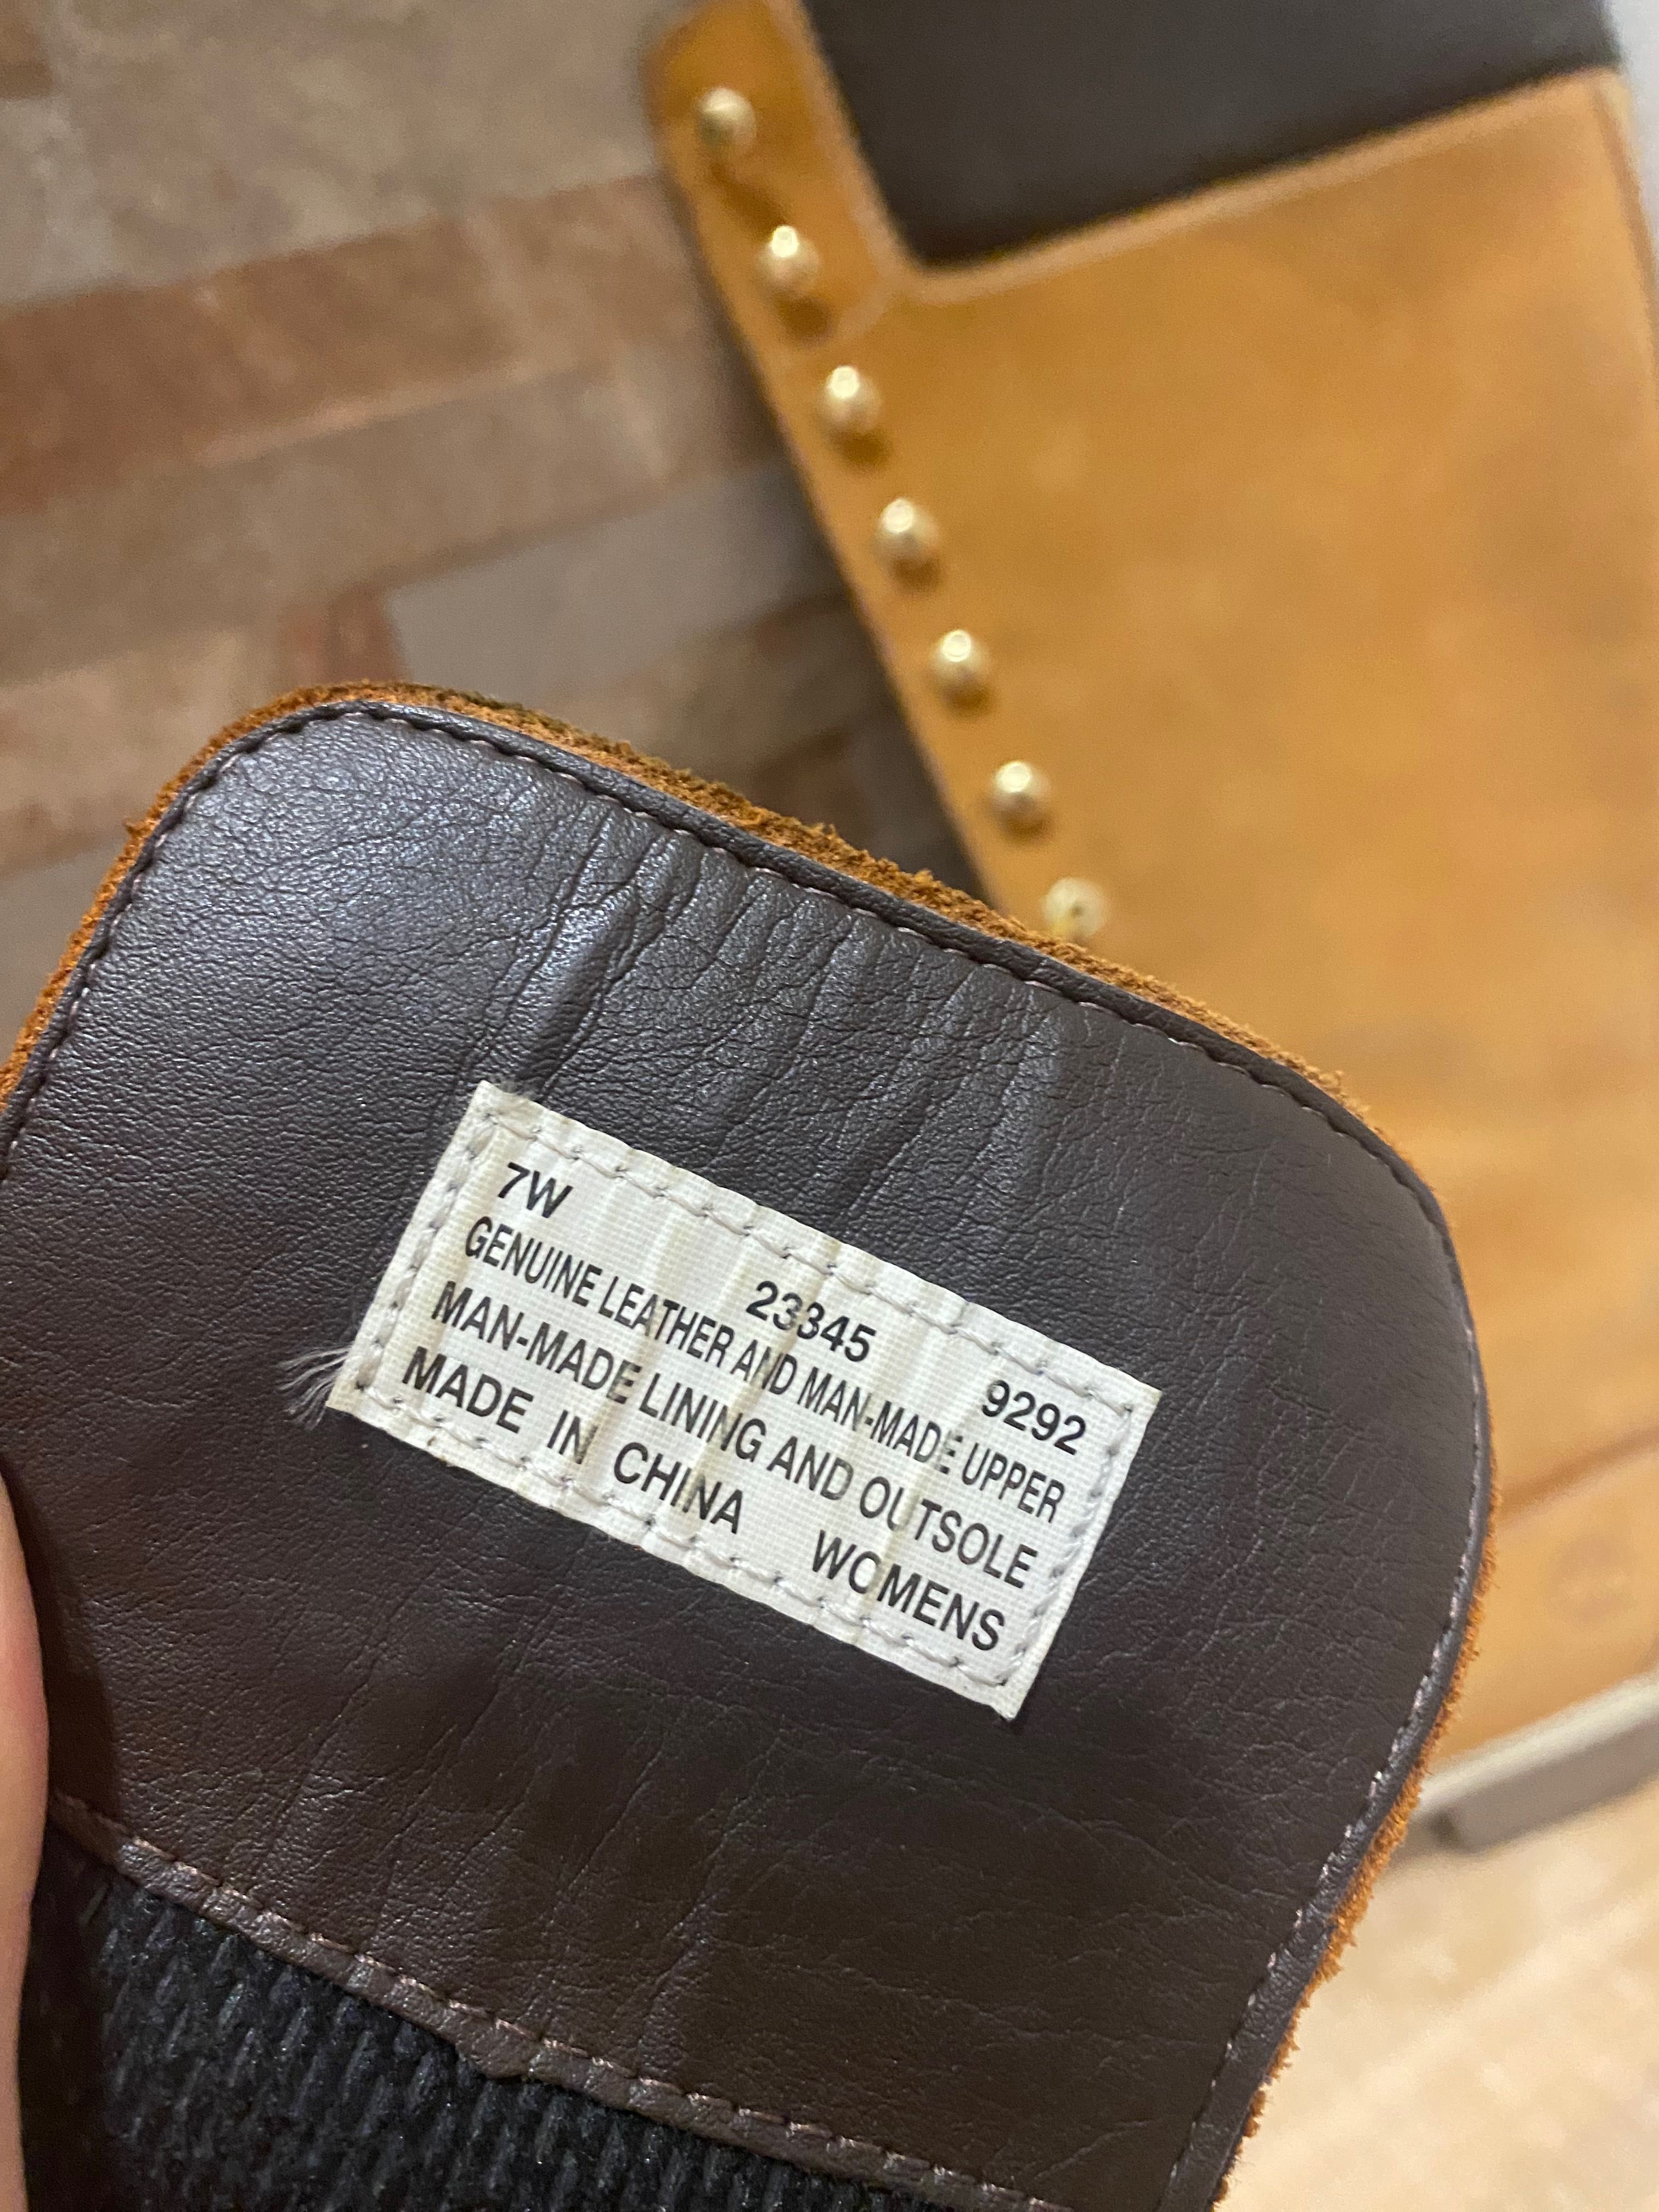 7W 23345 9292
GENUINE LEATHER AND MAN-MADE UPPER
MAN-MADE LINING AND OUTSOLE
MADE IN CHINA WOMENS